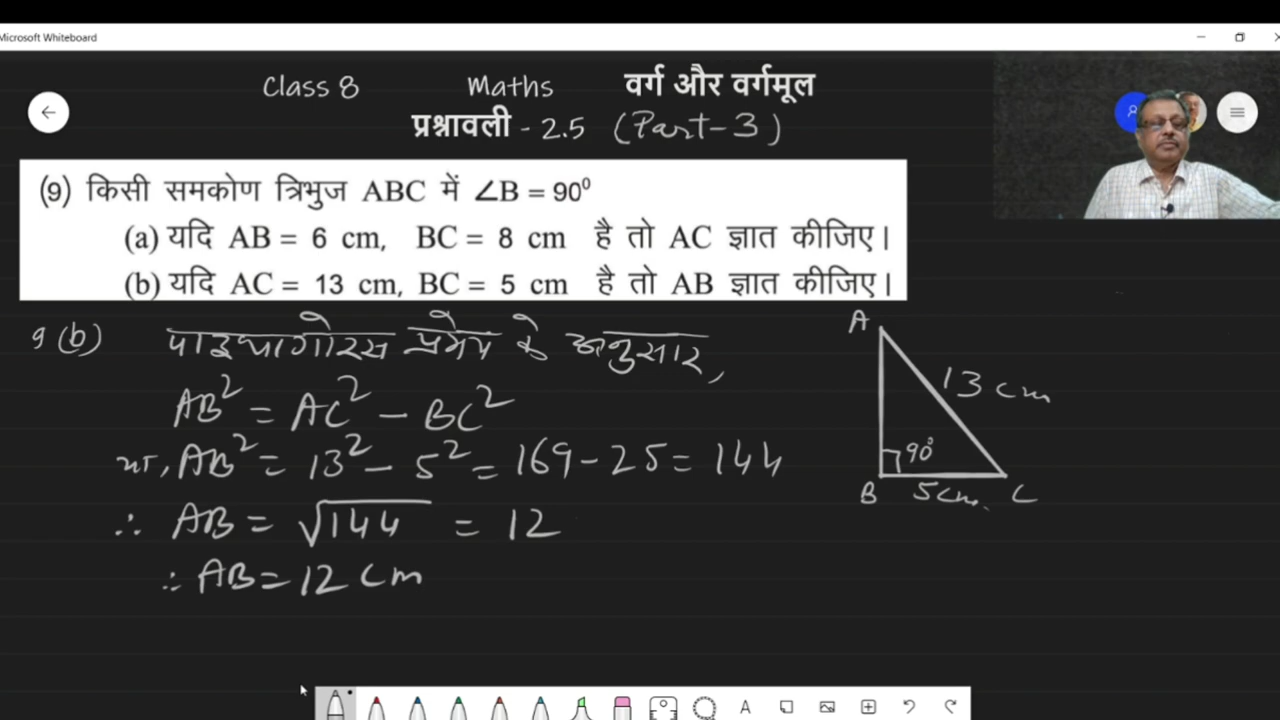 Microsoft Whiteboard
Class 8 Maths वर्ग और वर्गमूल
प्रश्नावली - 2.5 (Part-3)
(9) किसी समकोण त्रिभुज ABC में ∠B = 90⁰
(a) यदि AB = 6 cm, BC = 8 cm है तो AC ज्ञात कीजिए।
(b) यदि AC = 13 cm, BC = 5 cm है तो AB ज्ञात कीजिए।
9 (b) पाइथागोरस प्रमेय के अनुसार,
AB² = AC² - BC²
या, AB² = 13² - 5² = 169 - 25 = 144
∴ AB = √144 = 12
∴ AB = 12 cm
A
13 cm
90°
B 5cm. C
A